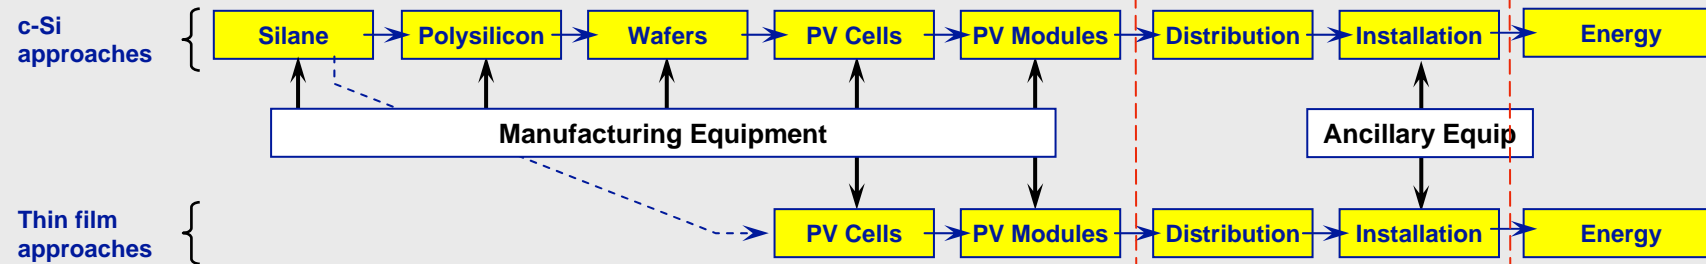 c-Si
approaches
Silane
Polysilicon
Wafers
PV Cells
PV Modules
Distribution
Installation
Energy
Manufacturing Equipment
Ancillary Equip
Thin film
approaches
PV Cells
PV Modules
Distribution
Installation
Energy